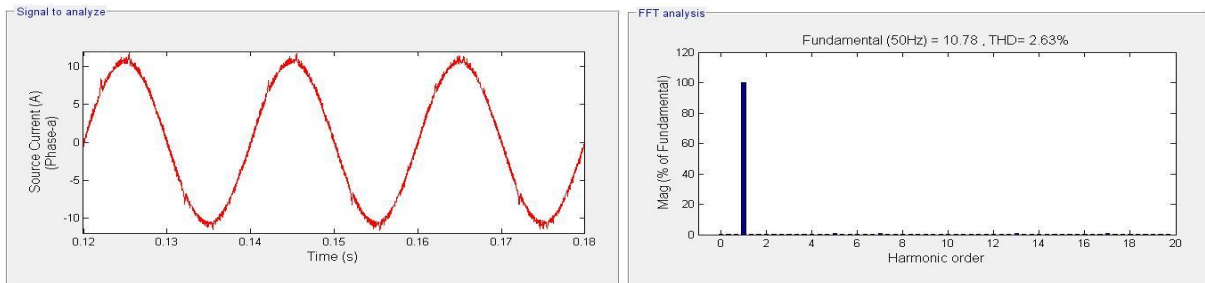 Signal to analyze
10
5
0
-5
-10
Source Current (A)
(Phase-a)
0.12 0.13 0.14 0.15 0.16 0.17 0.18
Time (s)
FFT analysis
Fundamental (50Hz) = 10.78 , THD= 2.63%
120
100
80
60
40
20
0
Mag (% of Fundamental)
0 2 4 6 8 10 12 14 16 18 20
Harmonic order